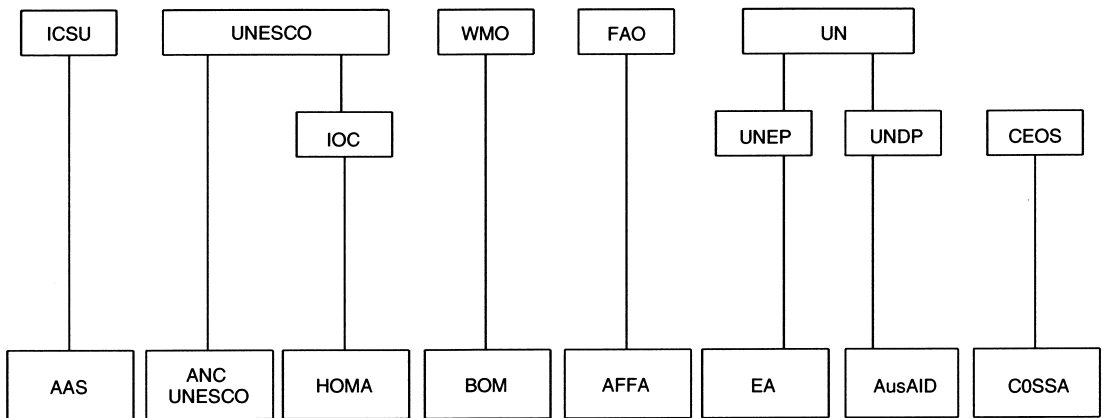 ICSU
UNESCO
WMO
FAO
UN
IOC
UNEP
UNDP
CEOS
AAS
ANC
UNESCO
HOMA
BOM
AFFA
EA
AusAID
C0SSA